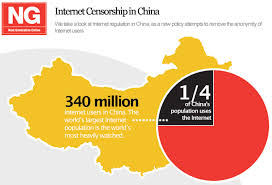 NG
Next Generation Online
Internet Censorship in China
We take a look at Internet regulation in China, as a new policy attempts to remove the anonymity of
Internet users
340 million
internet users in China. The
world's largest Internet
population is the world's
most heavily watched.
1/4
of China's
population uses
the Internet